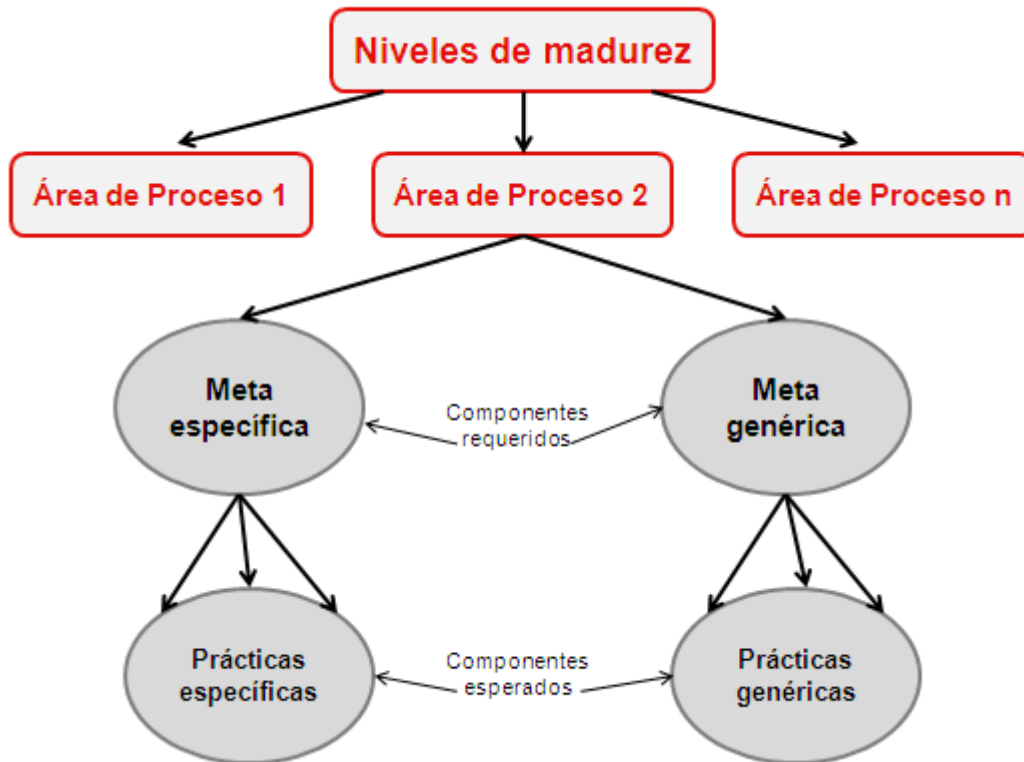 Niveles de madurez
Área de Proceso 1
Área de Proceso 2
Área de Proceso n
Meta
específica
Componentes
requeridos
Meta
genérica
Prácticas
específicas
Componentes
esperados
Prácticas
genéricas